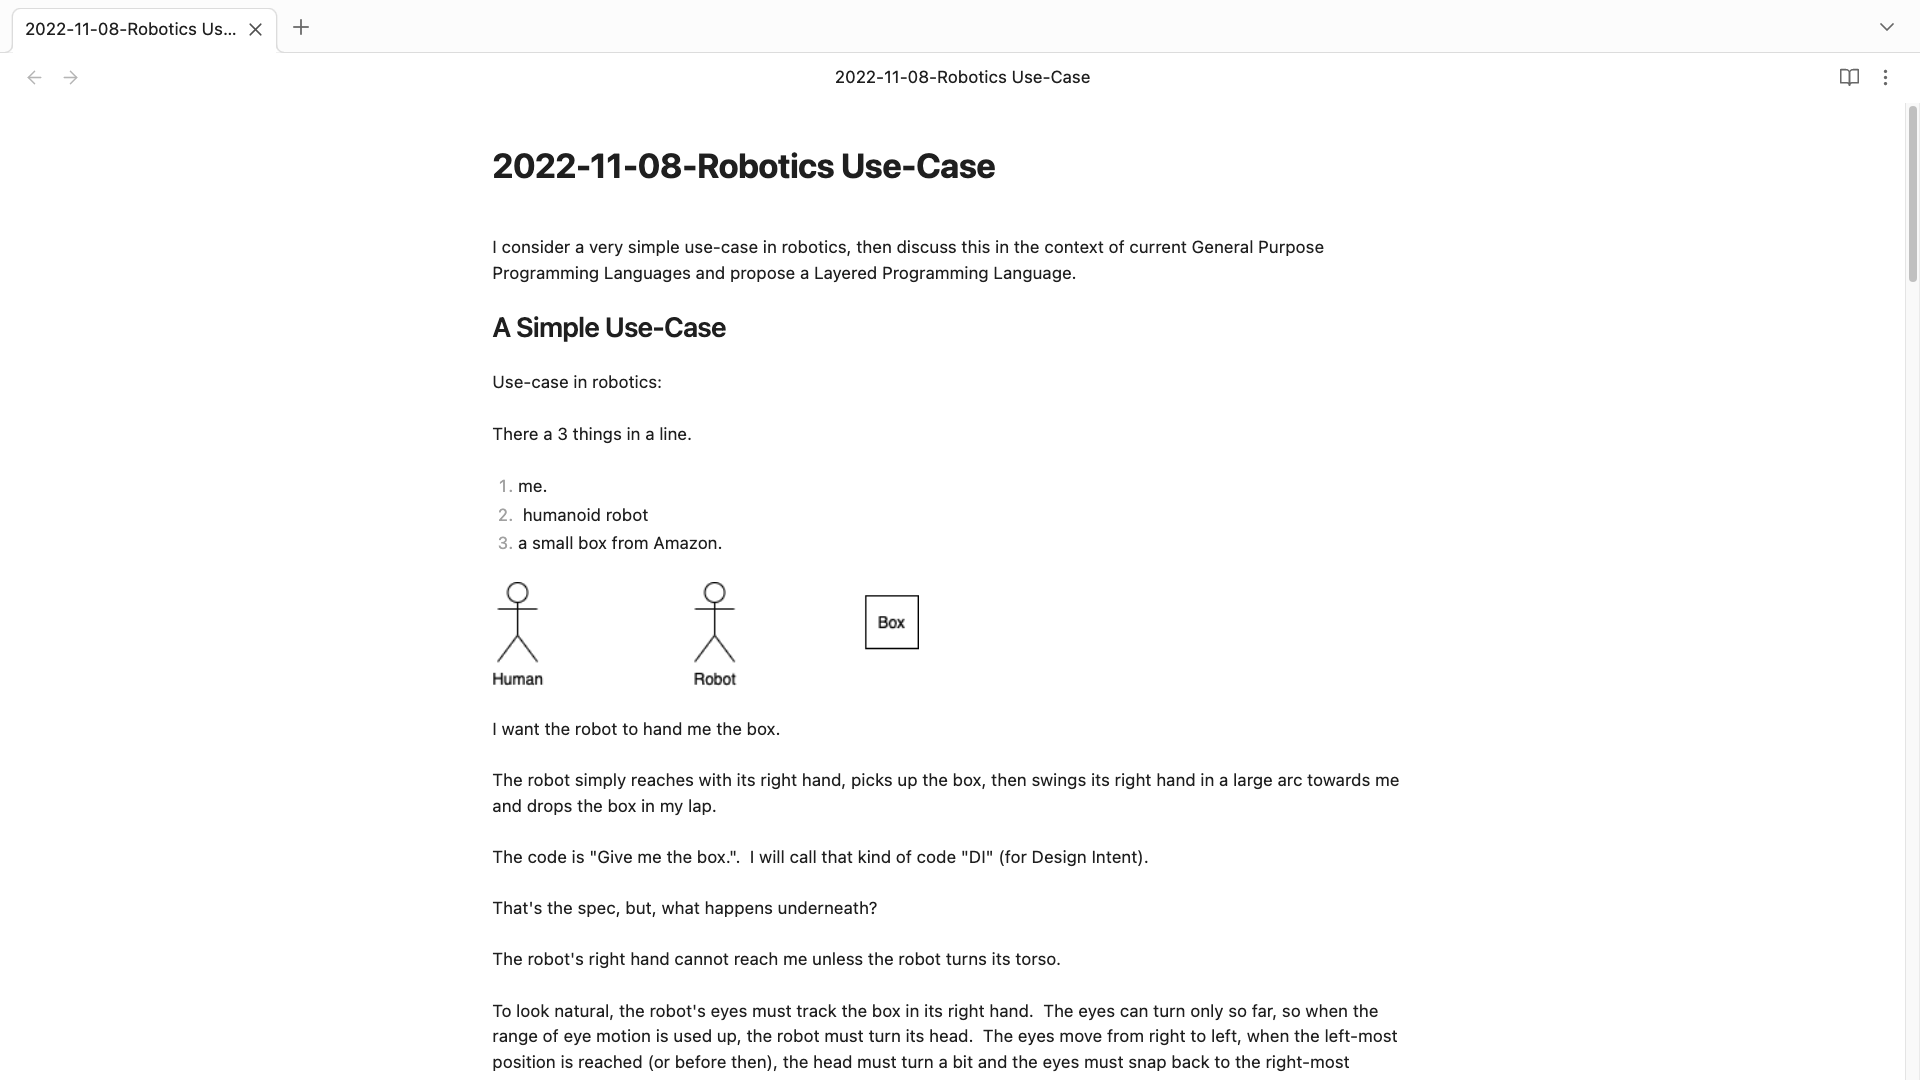 2022-11-08-Robotics Us...
2022-11-08-Robotics Use-Case
2022-11-08-Robotics Use-Case
I consider a very simple use-case in robotics, then discuss this in the context of current General Purpose
Programming Languages and propose a Layered Programming Language.
A Simple Use-Case
Use-case in robotics:
There a 3 things in a line.
1. me.
2. humanoid robot
3. a small box from Amazon.
Box
Human Robot
I want the robot to hand me the box.
The robot simply reaches with its right hand, picks up the box, then swings its right hand in a large arc towards me
and drops the box in my lap.
The code is "Give me the box.".  I will call that kind of code "DI" (for Design Intent).
That's the spec, but, what happens underneath?
The robot's right hand cannot reach me unless the robot turns its torso.
To look natural, the robot's eyes must track the box in its right hand.  The eyes can turn only so far, so when the
range of eye motion is used up, the robot must turn its head.  The eyes move from right to left, when the left-most
position is reached (or before then), the head must turn a bit and the eyes must snap back to the right-most